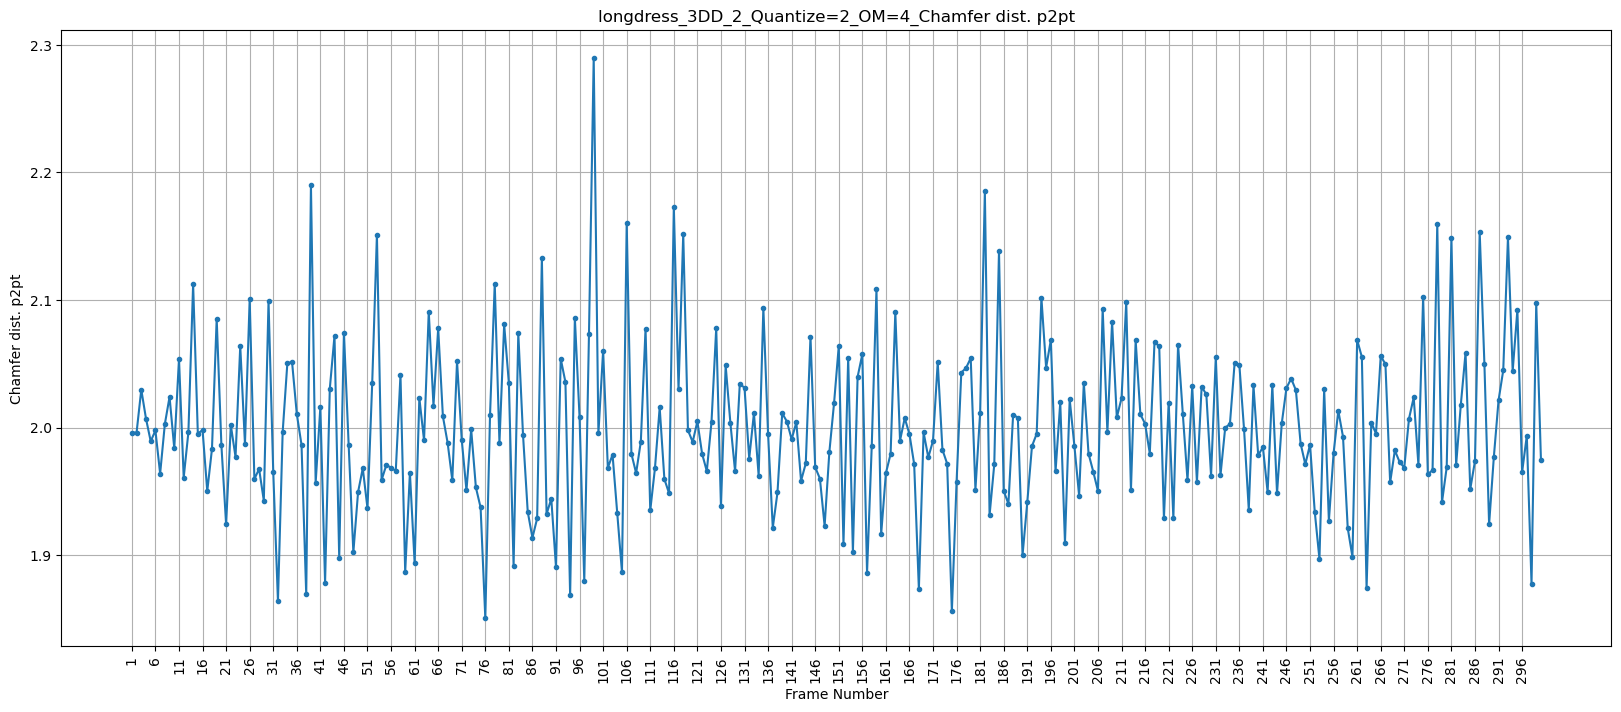 longdress_3DD_2_Quantize=2_OM=4_Chamfer dist. p2pt
2.3
2.2
2.1
2.0
1.9
Chamfer dist. p2pt
1 6 11 16 21 26 31 36 41 46 51 56 61 66 71 76 81 86 91 96 101 106 111 116 121 126 131 136 141 146 151 156 161 166 171 176 181 186 191 196 201 206 211 216 221 226 231 236 241 246 251 256 261 266 271 276 281 286 291 296
Frame Number